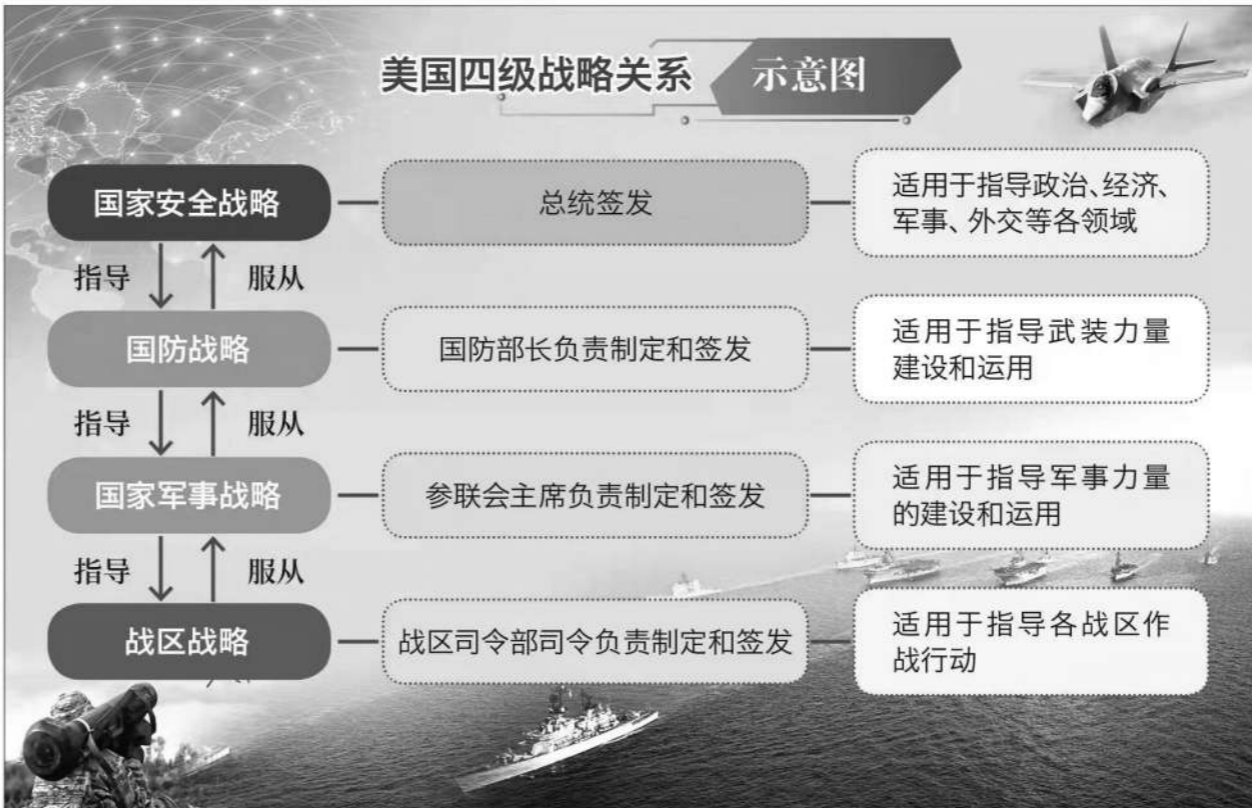 美国四级战略关系 示意图
国家安全战略
总统签发
适用于指导政治、经济、
军事、外交等各领域
指导 服从
国防战略
国防部长负责制定和签发
适用于指导武装力量
建设和运用
指导 服从
国家军事战略
参联会主席负责制定和签发
适用于指导军事力量
的建设和运用
指导 服从
战区战略
战区司令部司令负责制定和签发
适用于指导各战区作
战行动